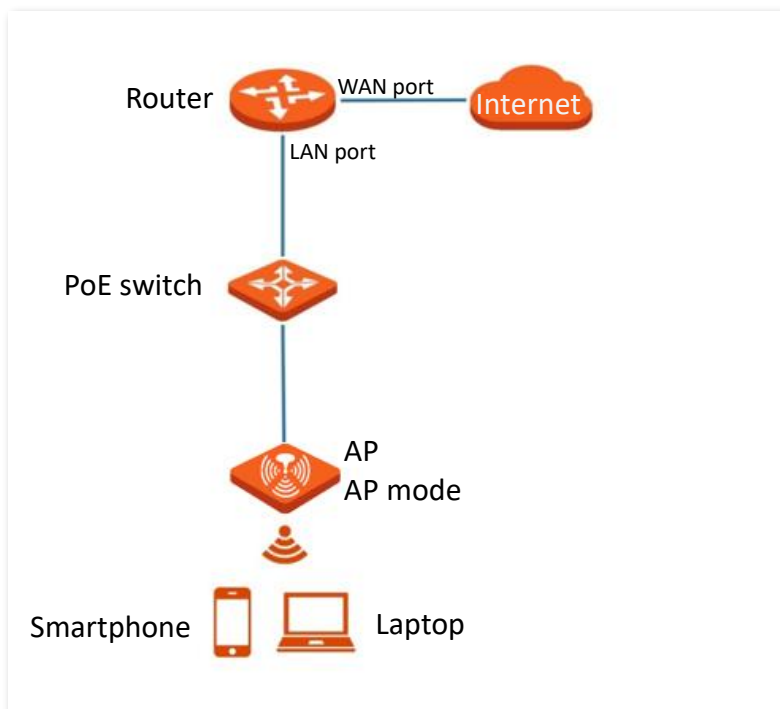 Router
WAN port
Internet
LAN port
PoE switch
AP
AP mode
Smartphone
Laptop